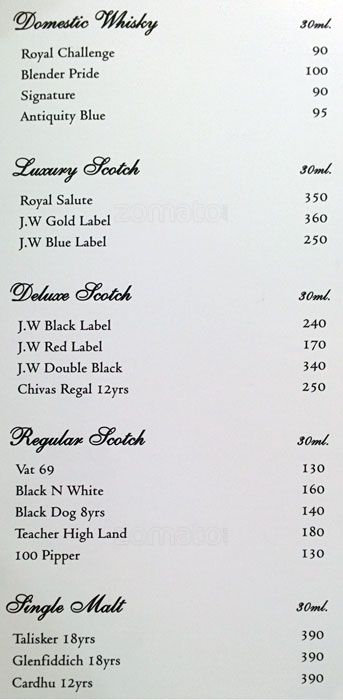 Domestic Whisky 30ml.
Royal Challenge 90
Blender Pride 100
Signature 90
Antiquity Blue 95
Luxury Scotch 30ml.
Royal Salute 350
zomato
J.W Gold Label 360
J.W Blue Label 250
Deluxe Scotch 30ml.
J.W Black Label 240
J.W Red Label 170
J.W Double Black 340
Chivas Regal 12yrs 250
Regular Scotch 30ml.
Vat 69 130
Black N White 160
Black Dog 8yrs 140
Teacher High Land 180
zomato
100 Pipper 130
Single Malt 30ml.
Talisker 18yrs 390
Glenfiddich 18yrs 390
Cardhu 12yrs 390